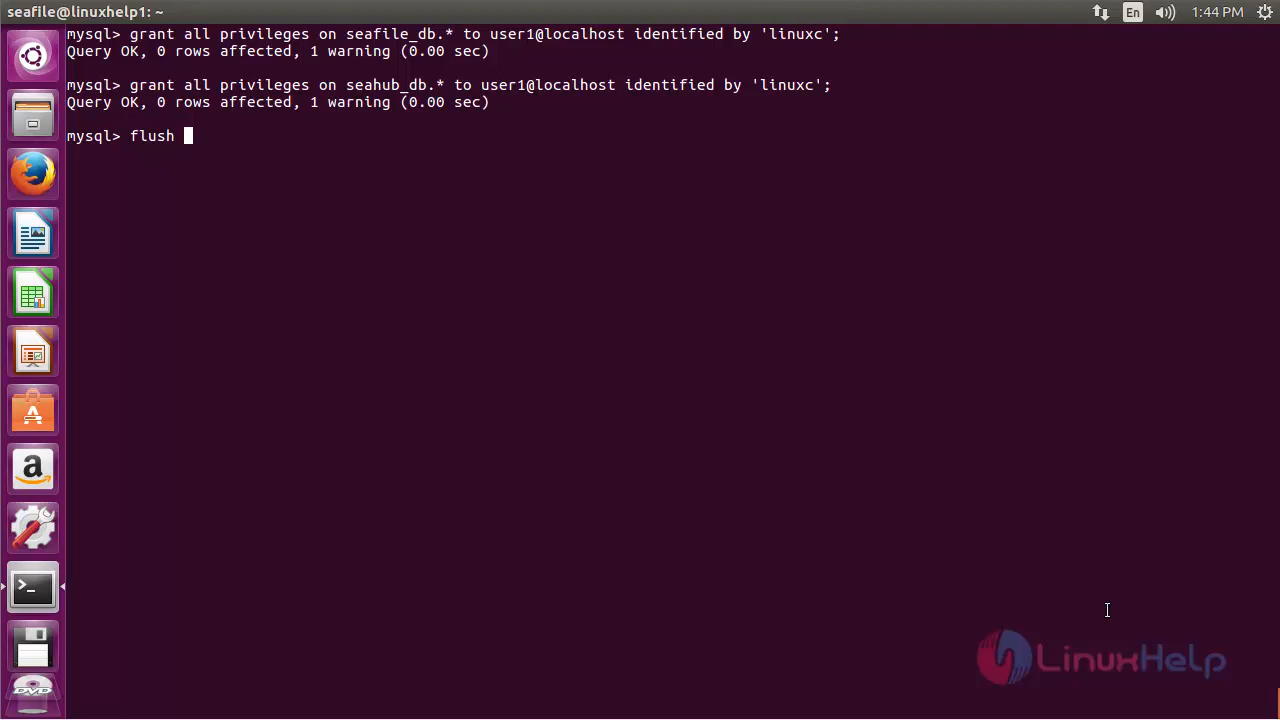 seafile@linuxhelp1: ~
En
1:44 PM
mysql> grant all privileges on seafile_db.* to user1@localhost identified by 'linuxc';
Query OK, 0 rows affected, 1 warning (0.00 sec)
mysql> grant all privileges on seahub_db.* to user1@localhost identified by 'linuxc';
Query OK, 0 rows affected, 1 warning (0.00 sec)
mysql> flush
A
a
>_
DVD
LinuxHelp